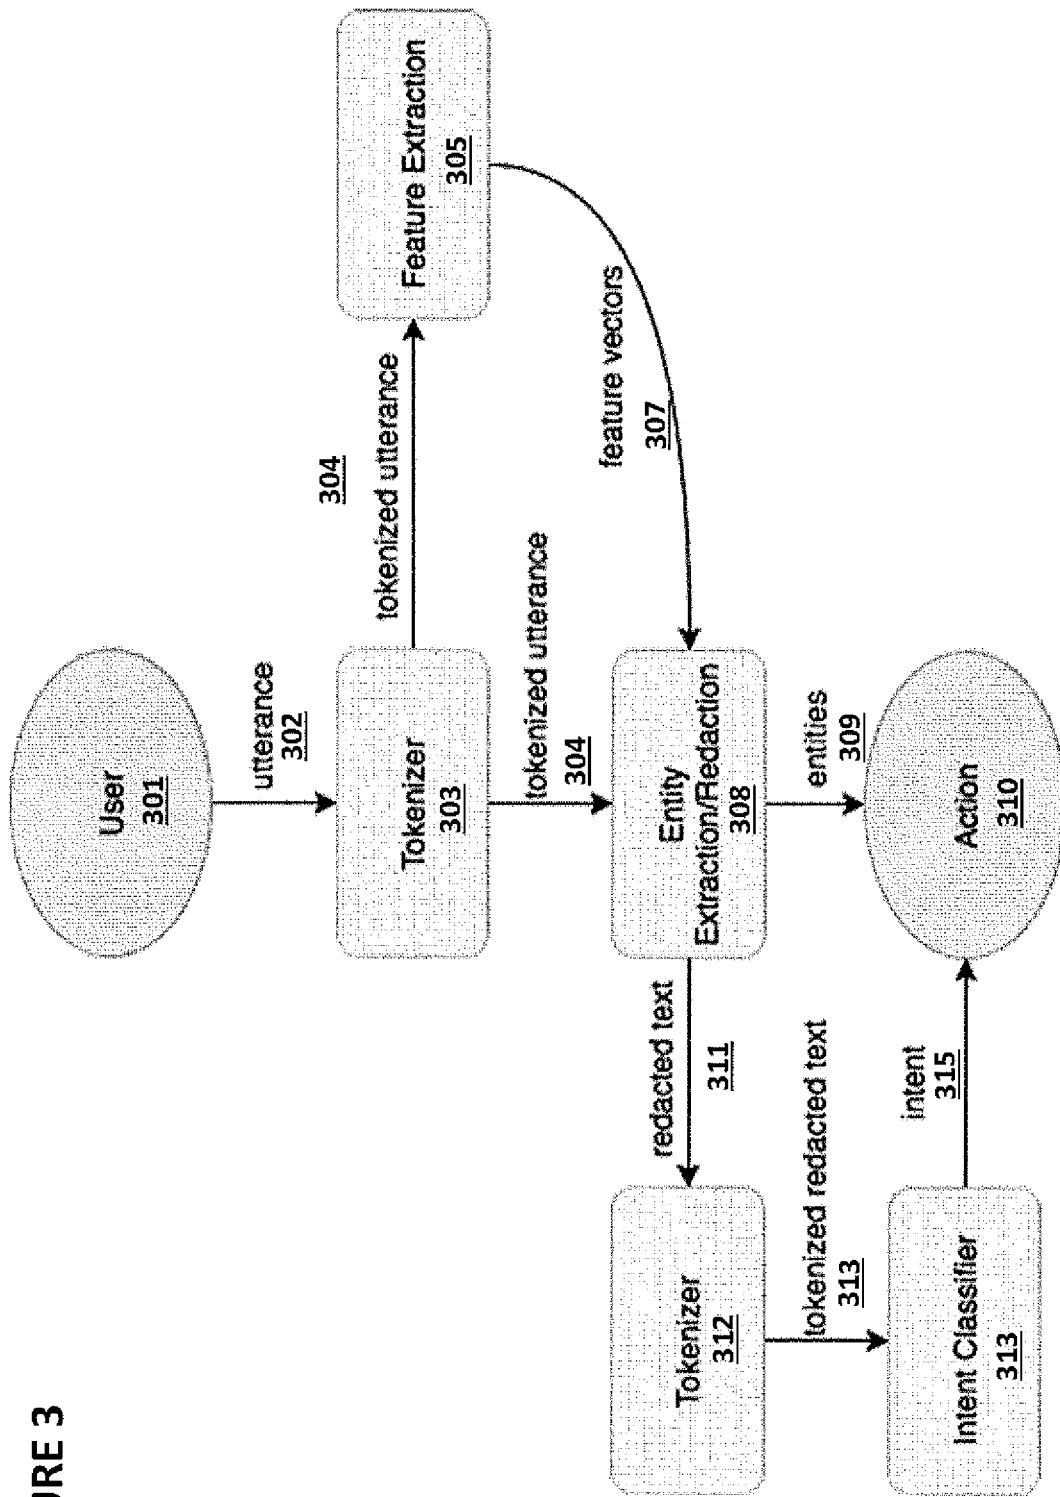 URE 3
User
301
utterance
302
304
tokenized utterance
Tokenizer
303
Feature Extraction
305
tokenized utterance
304
feature vectors
307
redacted text
311
Entity
Extraction/Redaction
308
Tokenizer
312
tokenized redacted text
313
entities
309
intent
315
Intent Classifier
313
Action
310